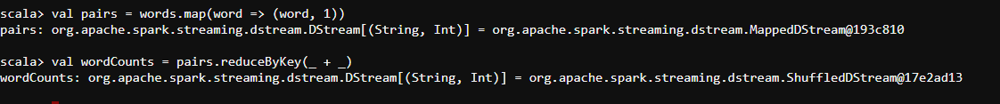 scala> val pairs = words.map(word => (word, 1))
pairs: org.apache.spark.streaming.dstream.DStream[(String, Int)] = org.apache.spark.streaming.dstream.MappedDStream@193c810
scala> val wordCounts = pairs.reduceByKey(_ + _)
wordCounts: org.apache.spark.streaming.dstream.DStream[(String, Int)] = org.apache.spark.streaming.dstream.ShuffledDStream@17e2ad13